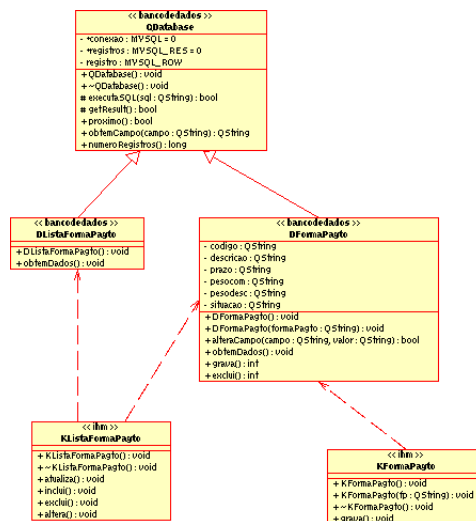 << bancodedados >>
QDatabase
- *conexao : MYSQL = 0
- *registros : MYSQL_RES = 0
- registro : MYSQL_ROW
+ QDatabase() : void
+ ~QDatabase() : void
# executaSQL(sql : QString) : bool
# getResult() : bool
+ proximo() : bool
+ obtemCampo(campo : QString) : QString
+ numeroRegistros() : long
<< bancodedados >>
DListaFormaPagto
+ DListaFormaPagto() : void
+ obtemDados() : void
<< bancodedados >>
DFormaPagto
- codigo : QString
- descricao : QString
- prazo : QString
- pesocom : QString
- pesodesc : QString
- situacao : QString
+ DFormaPagto() : void
+ DFormaPagto(formaPagto : QString) : void
+ alteraCampo(campo : QString, valor : QString) : bool
+ obtemDados() : void
+ grava() : int
+ exclui() : int
<< ihm >>
KListaFormaPagto
+ KListaFormaPagto() : void
+ ~KListaFormaPagto() : void
+ atualiza() : void
+ inclui() : void
+ exclui() : void
+ altera() : void
<< ihm >>
KFormaPagto
+ KFormaPagto() : void
+ KFormaPagto(fp : QString) : void
+ ~KFormaPagto() : void
+ grava() : void